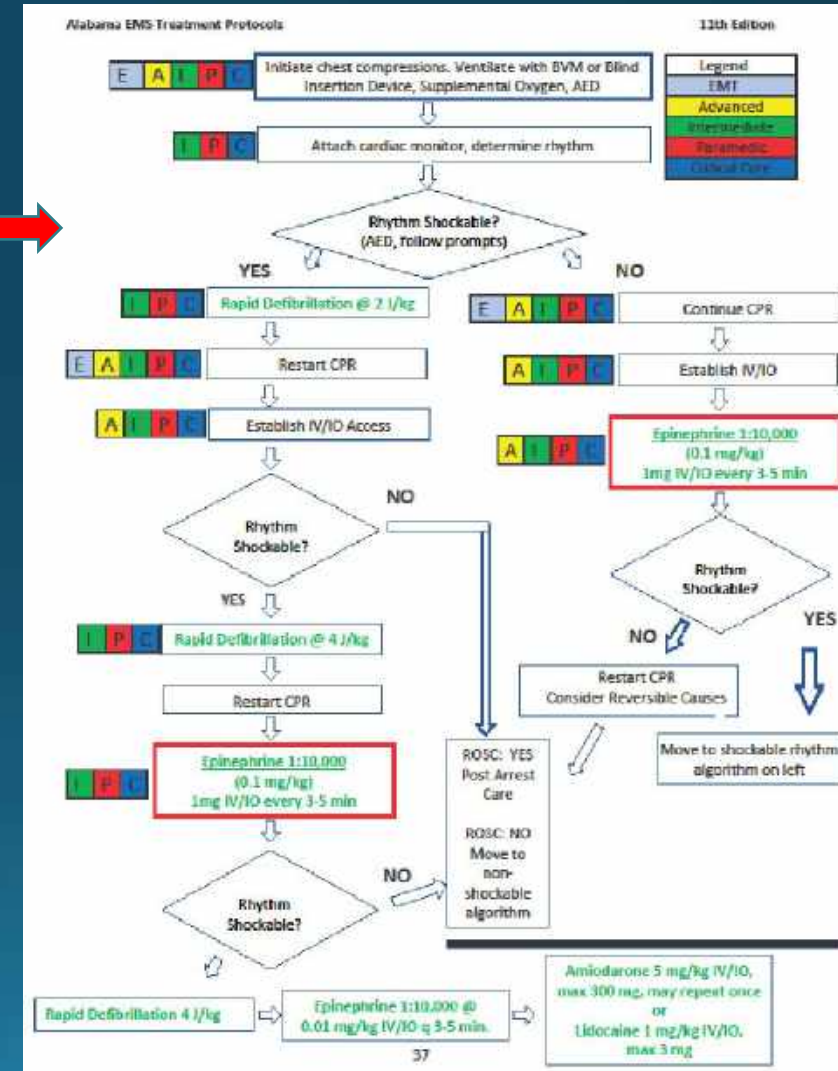 Alabama EMS Treatment Protocols
11th Edition
E A I P C
Initiate chest compressions. Ventilate with BVM or Blind
Insertion Device, Supplemental Oxygen, AED
Legend
EMT
Advanced
Intermediate
Paramedic
Critical Care
I P C
Attach cardiac monitor, determine rhythm
Rhythm Shockable?
(AED, follow prompts)
YES
NO
I P C
Rapid Defibrillation @ 2 J/kg
E A I P C
Continue CPR
E A I P C
Restart CPR
A I P C
Establish IV/IO
A I P C
Establish IV/IO Access
A I P C
Epinephrine 1:10,000
(0.1 mg/kg)
1mg IV/IO every 3-5 min
Rhythm
Shockable?
NO
YES
Rhythm
Shockable?
NO
YES
I P C
Rapid Defibrillation @ 4 J/kg
Restart CPR
Restart CPR
Consider Reversible Causes
Move to shockable rhythm
algorithm on left
I P C
Epinephrine 1:10,000
(0.1 mg/kg)
1mg IV/IO every 3-5 min
ROSC: YES
Post Arrest
Care
ROSC: NO
Move to
non-
shockable
algorithm
Rhythm
Shockable?
NO
Rapid Defibrillation 4 J/kg
Epinephrine 1:10,000 @
0.01 mg/kg IV/IO q 3-5 min.
Amiodarone 5 mg/kg IV/IO,
max 300 mg, may repeat once
or
Lidocaine 1 mg/kg IV/IO,
max 3 mg
37